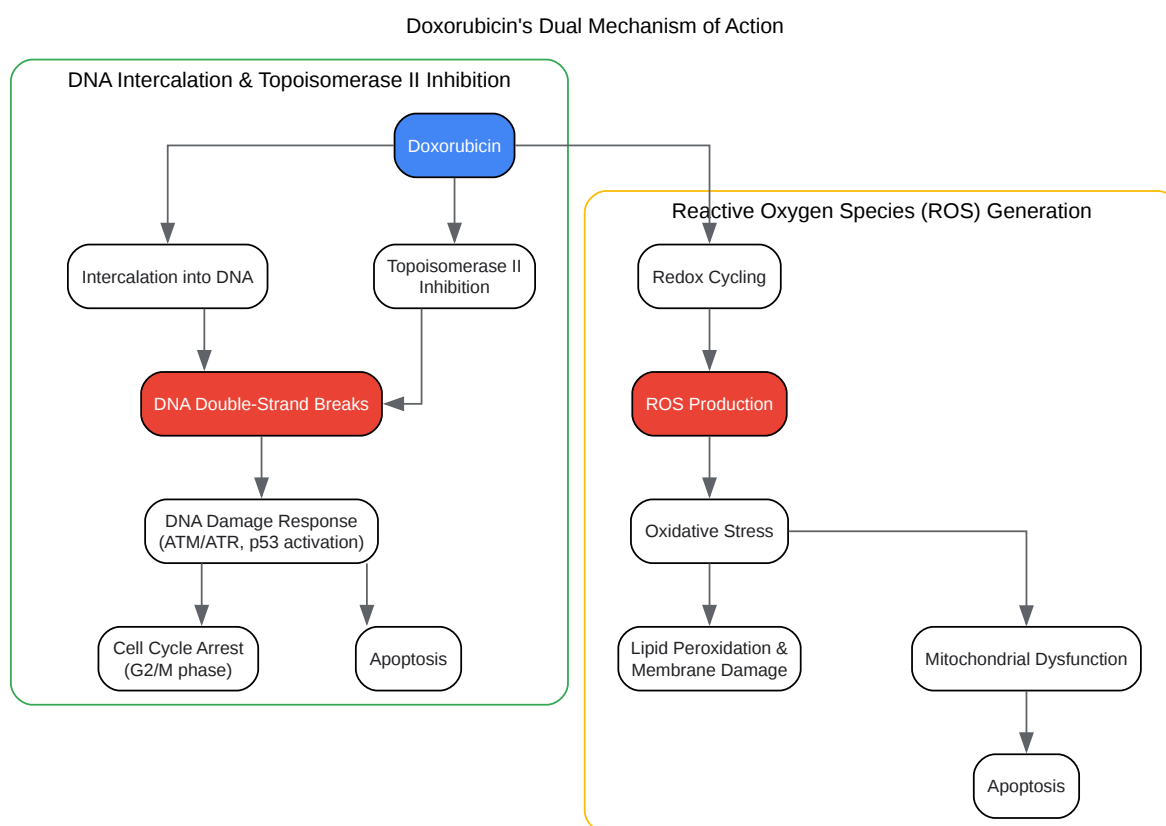 Doxorubicin's Dual Mechanism of Action
DNA Intercalation & Topoisomerase II Inhibition
Doxorubicin
Reactive Oxygen Species (ROS) Generation
Intercalation into DNA
Topoisomerase II
Inhibition
Redox Cycling
DNA Double-Strand Breaks
ROS Production
DNA Damage Response
(ATM/ATR, p53 activation)
Oxidative Stress
Cell Cycle Arrest
(G2/M phase)
Apoptosis
Lipid Peroxidation &
Membrane Damage
Mitochondrial Dysfunction
Apoptosis